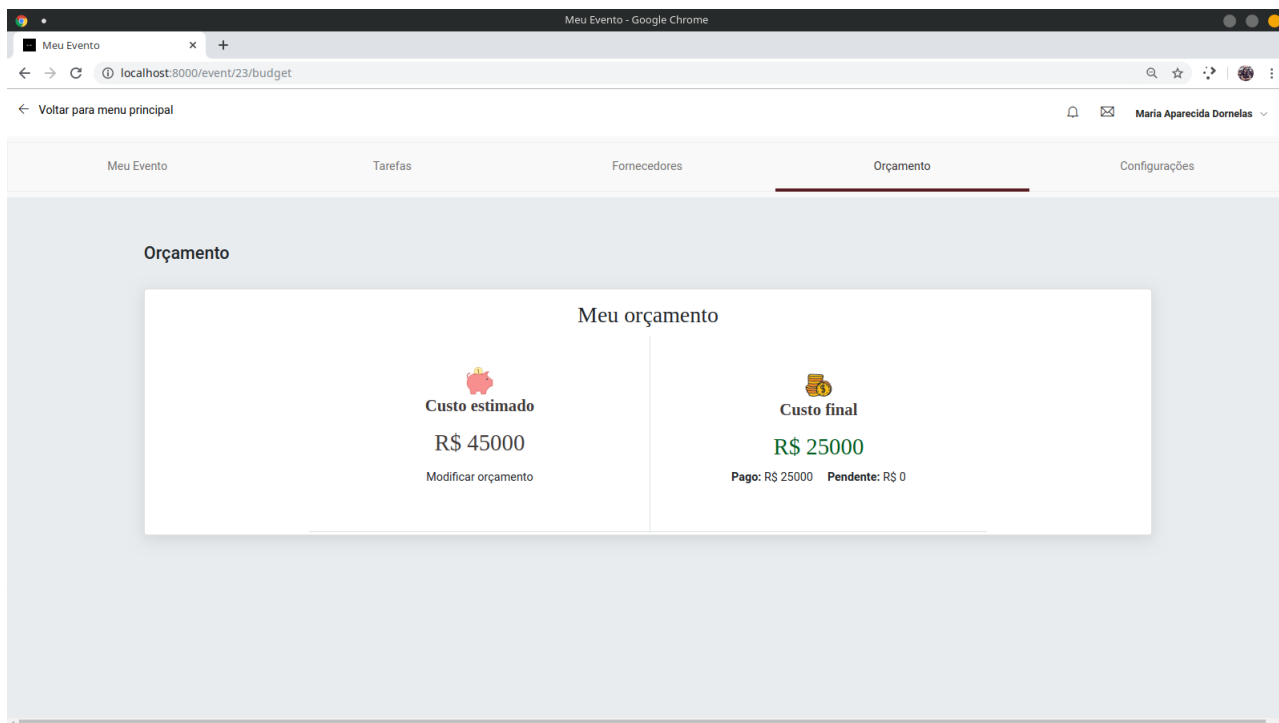 Meu Evento - Google Chrome
Meu Evento
localhost:8000/event/23/budget
Voltar para menu principal
Maria Aparecida Dornelas
Meu Evento Tarefas Fornecedores Orçamento Configurações
Orçamento
Meu orçamento
Custo estimado
R$ 45000
Modificar orçamento
Custo final
R$ 25000
Pago: R$ 25000 Pendente: R$ 0